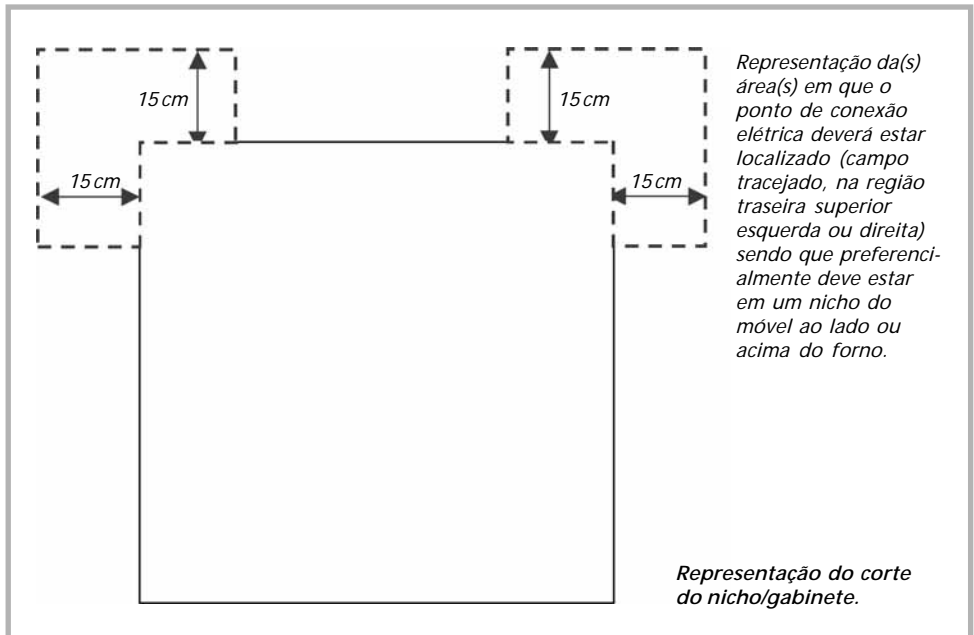 15 cm
15 cm
15 cm
15 cm
Representação da(s)
área(s) em que o
ponto de conexão
elétrica deverá estar
localizado (campo
tracejado, na região
traseira superior
esquerda ou direita)
sendo que preferenci-
almente deve estar
em um nicho do
móvel ao lado ou
acima do forno.
Representação do corte
do nicho/gabinete.